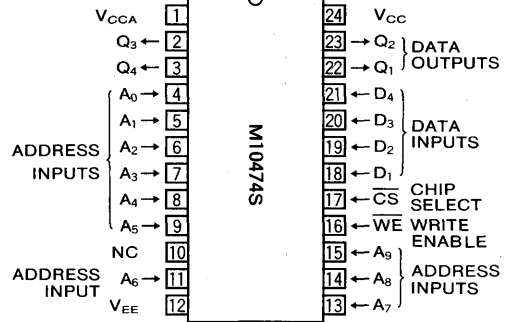 VCCA 1 24 VCC
Q3 2 23 Q2
Q4 3 22 Q1
DATA
OUTPUTS
A0 4 21 D4
A1 5 20 D3
A2 6 19 D2
A3 7 18 D1
ADDRESS
INPUTS
DATA
INPUTS
M10474S
A4 8 17 CS CHIP
SELECT
A5 9 16 WE WRITE
ENABLE
NC 10 15 A9
ADDRESS
INPUT
A6 11 14 A8
ADDRESS
INPUTS
VEE 12 13 A7